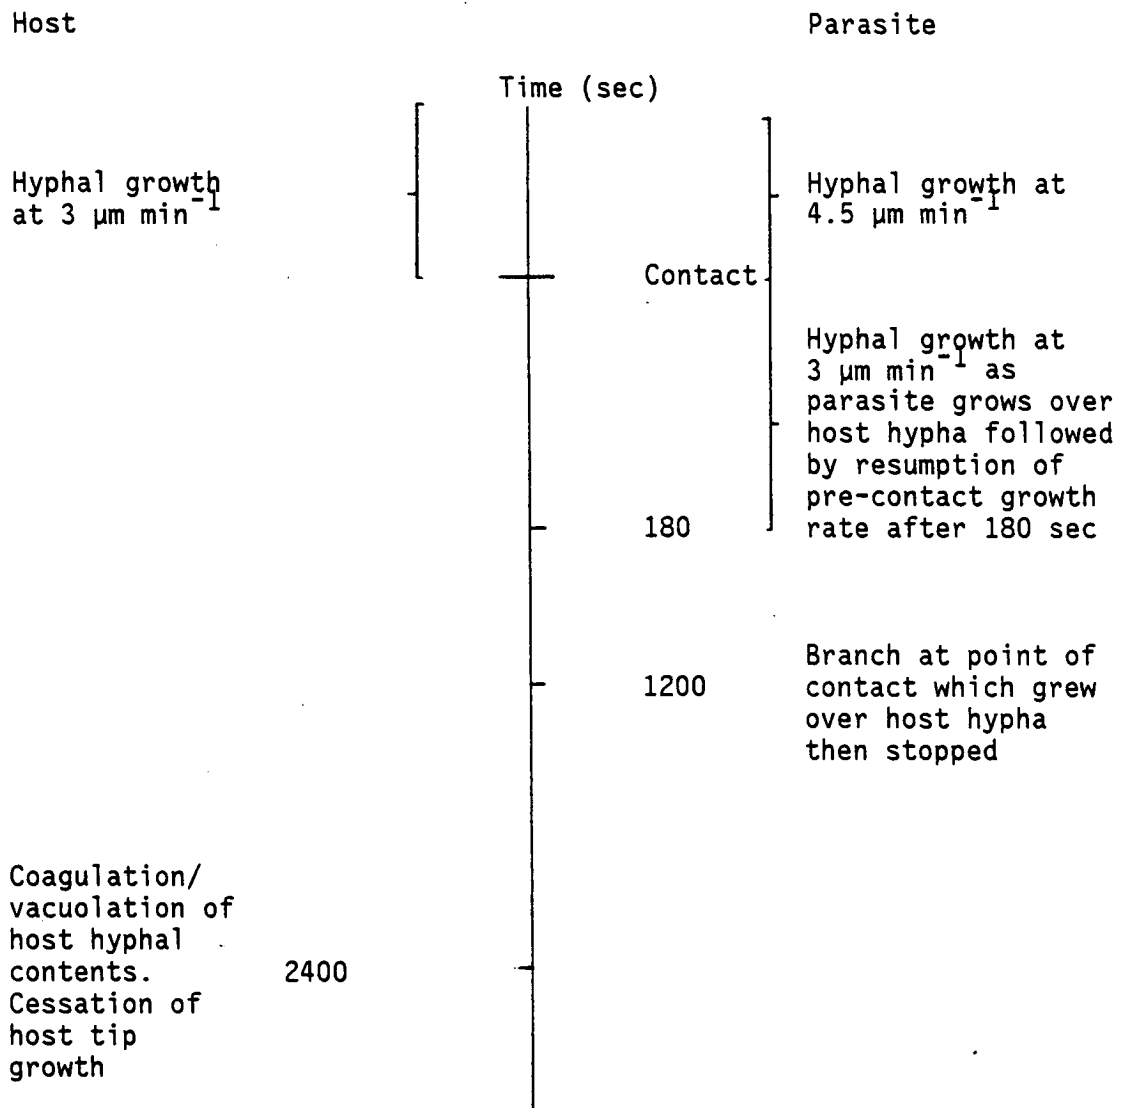 Host
Parasite
Time (sec)
Hyphal growth
at 3 µm min⁻¹
Hyphal growth at
4.5 µm min⁻¹
Contact
Hyphal growth at
3 µm min⁻¹ as
parasite grows over
host hypha followed
by resumption of
pre-contact growth
rate after 180 sec
180
Branch at point of
contact which grew
over host hypha
then stopped
1200
Coagulation/
vacuolation of
host hyphal
contents.
Cessation of
host tip
growth
2400